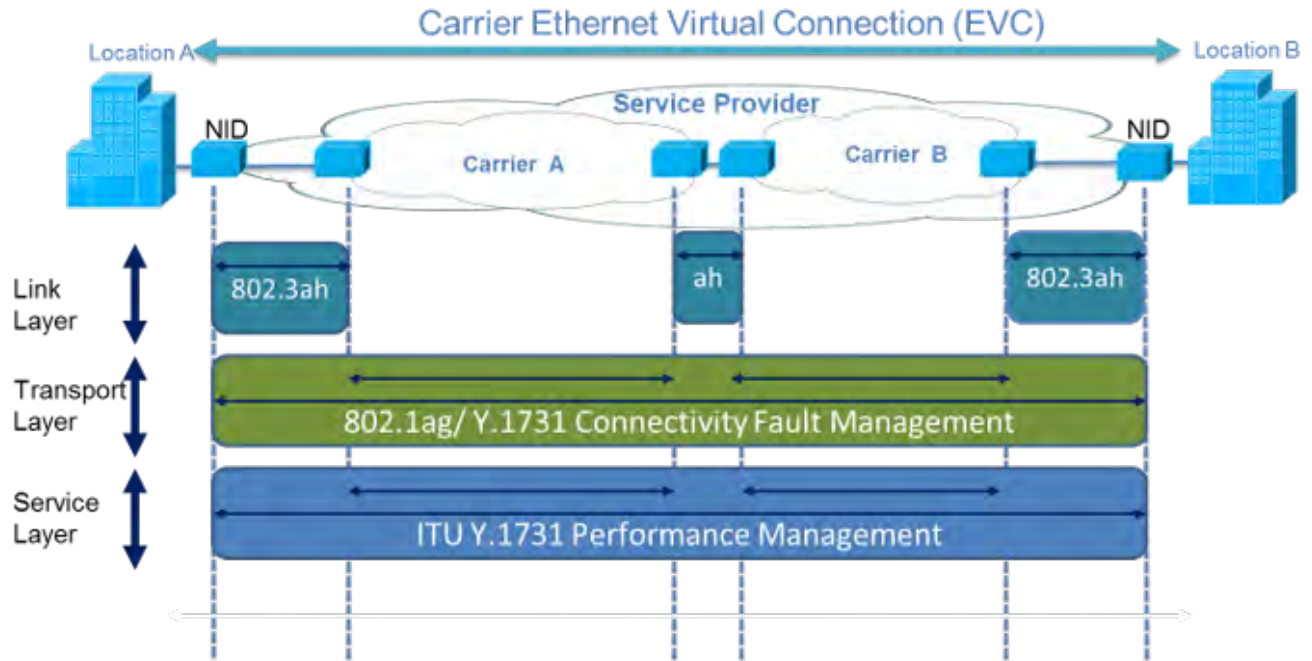 Carrier Ethernet Virtual Connection (EVC)
Location A
Location B
Service Provider
NID
NID
Carrier A
Carrier B
Link
Layer
802.3ah
ah
802.3ah
Transport
Layer
802.1ag/ Y.1731 Connectivity Fault Management
Service
Layer
ITU Y.1731 Performance Management